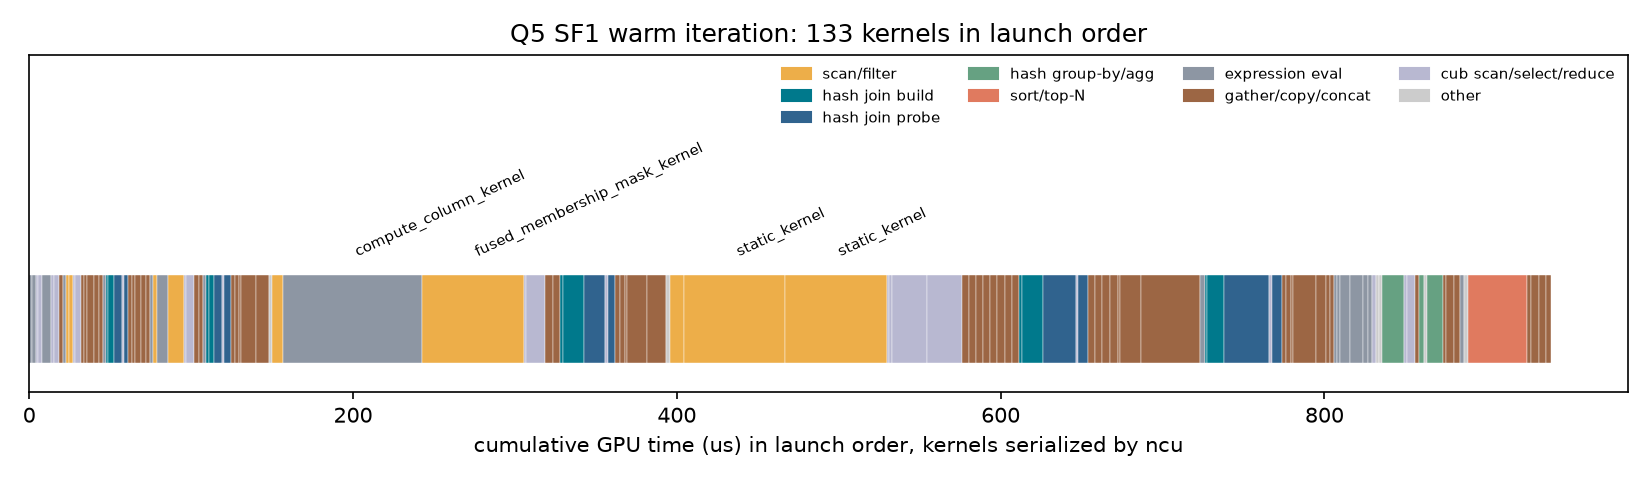 Q5 SF1 warm iteration: 133 kernels in launch order
scan/filter
hash join build
hash join probe
hash group-by/agg
sort/top-N
expression eval
gather/copy/concat
cub scan/select/reduce
other
compute_column_kernel
fused_membership_mask_kernel
static_kernel
static_kernel
0 200 400 600 800
cumulative GPU time (us) in launch order, kernels serialized by ncu